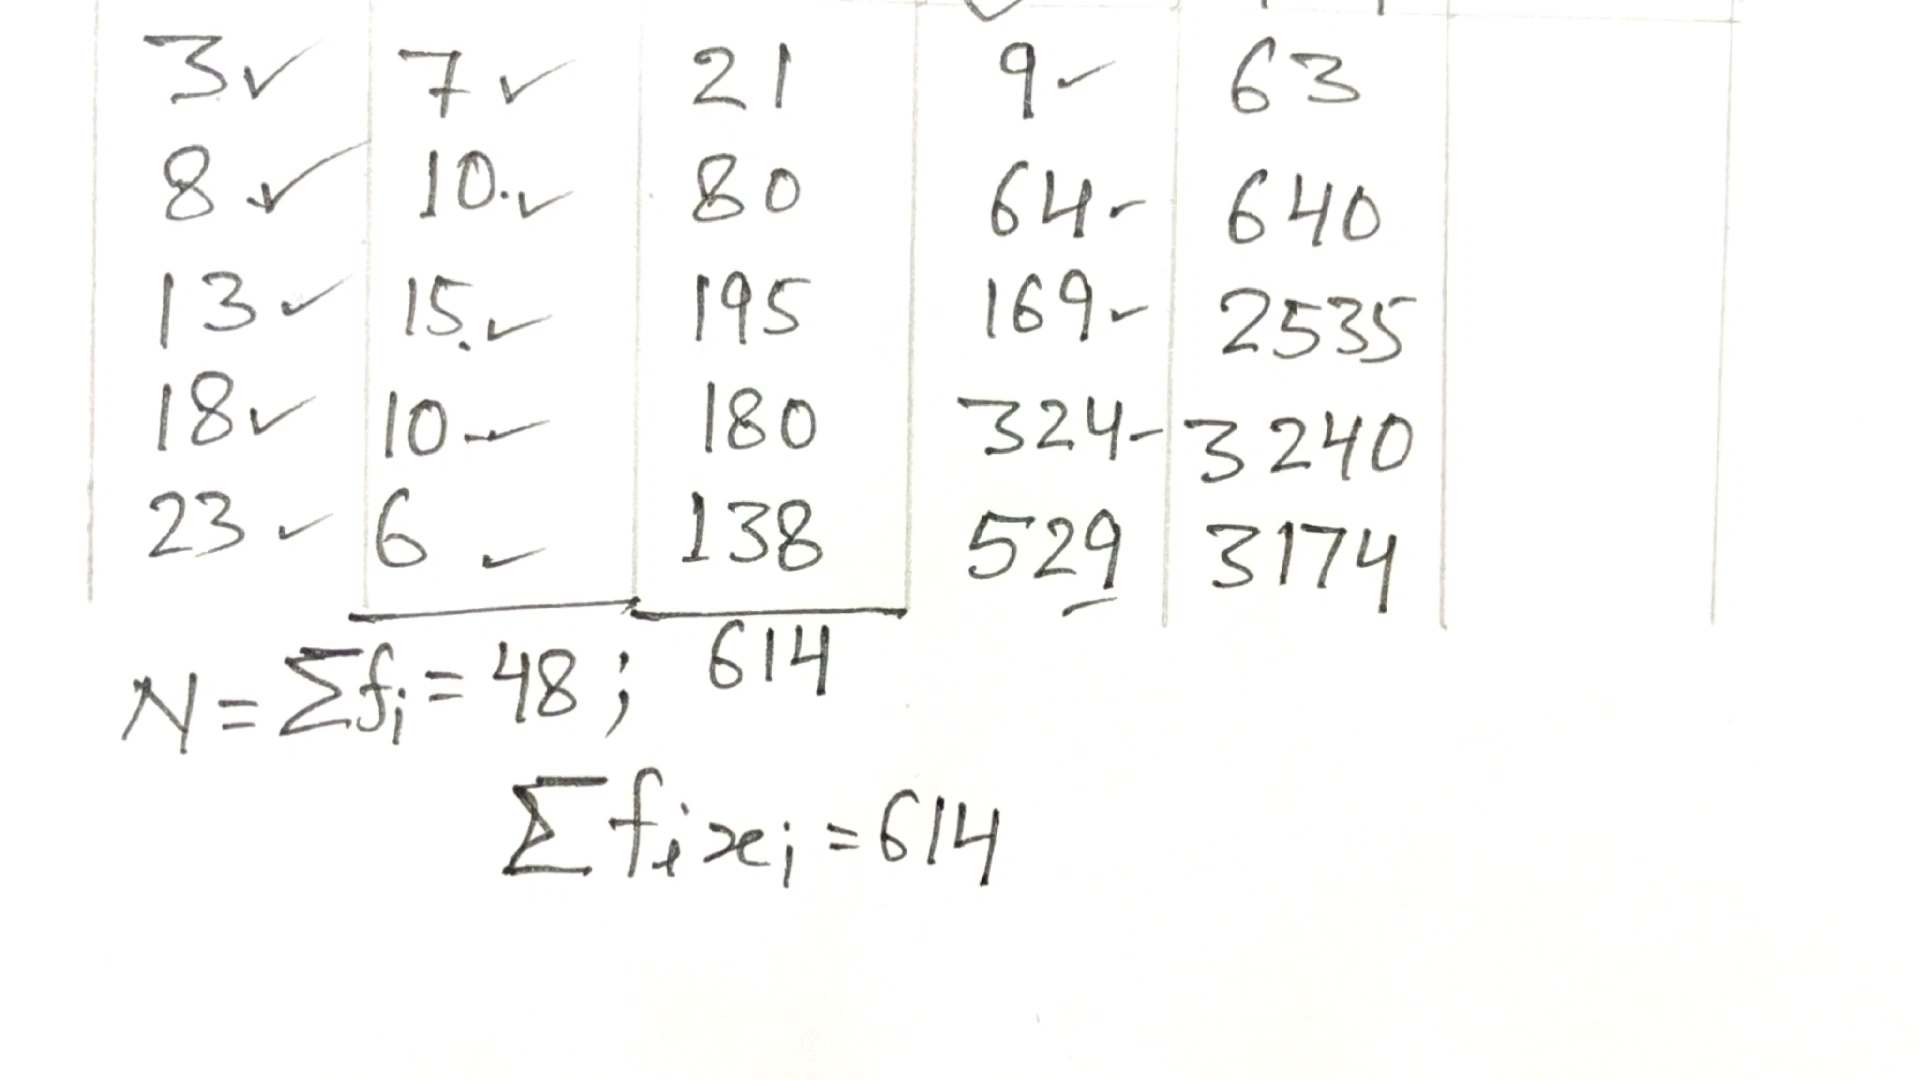 3✓ 7✓ 21 9✓ 63
8✓ 10.✓ 80 64✓ 640
13✓ 15.✓ 195 169✓ 2535
18✓ 10✓ 180 324- 3240
23✓ 6✓ 138 529 3174
N = Σfi = 48 ; 614
Σfixi = 614